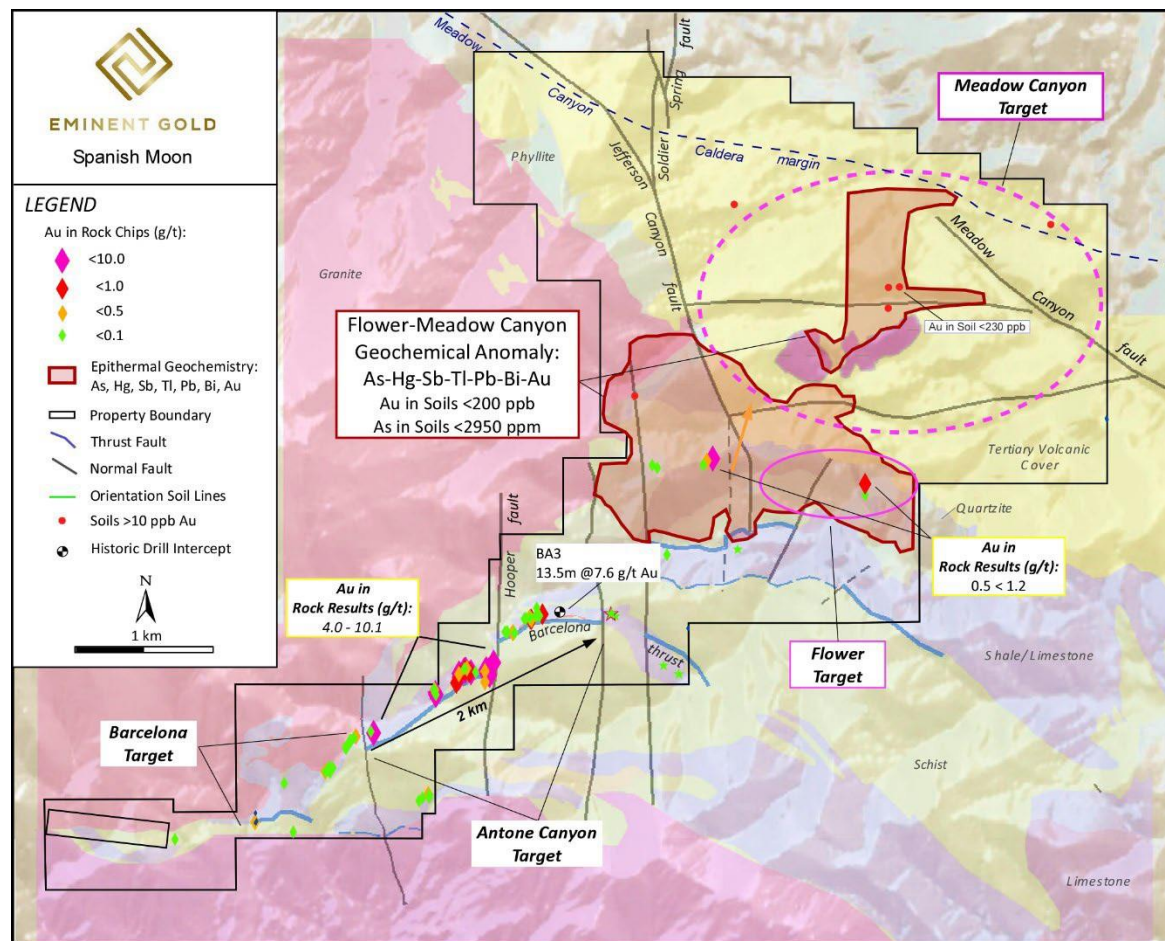 EMINENT GOLD
Spanish Moon
LEGEND
Au in Rock Chips (g/t):
<10.0
<1.0
<0.5
<0.1
Epithermal Geochemistry:
As, Hg, Sb, Tl, Pb, Bi, Au
Property Boundary
Thrust Fault
Normal Fault
Orientation Soil Lines
Soils >10 ppb Au
Historic Drill Intercept
N
1 km
Meadow Canyon Caldera margin
Soldier Spring fault
Jefferson Canyon fault
Phyllite
Granite
Meadow Canyon
Target
Meadow Canyon fault
Au in Soil <230 ppb
Flower-Meadow Canyon
Geochemical Anomaly:
As-Hg-Sb-Tl-Pb-Bi-Au
Au in Soils <200 ppb
As in Soils <2950 ppm
Tertiary Volcanic
Cover
Quartzite
Hooper fault
BA3
13.5m @7.6 g/t Au
Au in
Rock Results (g/t):
0.5 < 1.2
Au in
Rock Results (g/t):
4.0 - 10.1
Barcelona thrust
2 km
Flower
Target
Shale/Limestone
Barcelona
Target
Antone Canyon
Target
Schist
Limestone